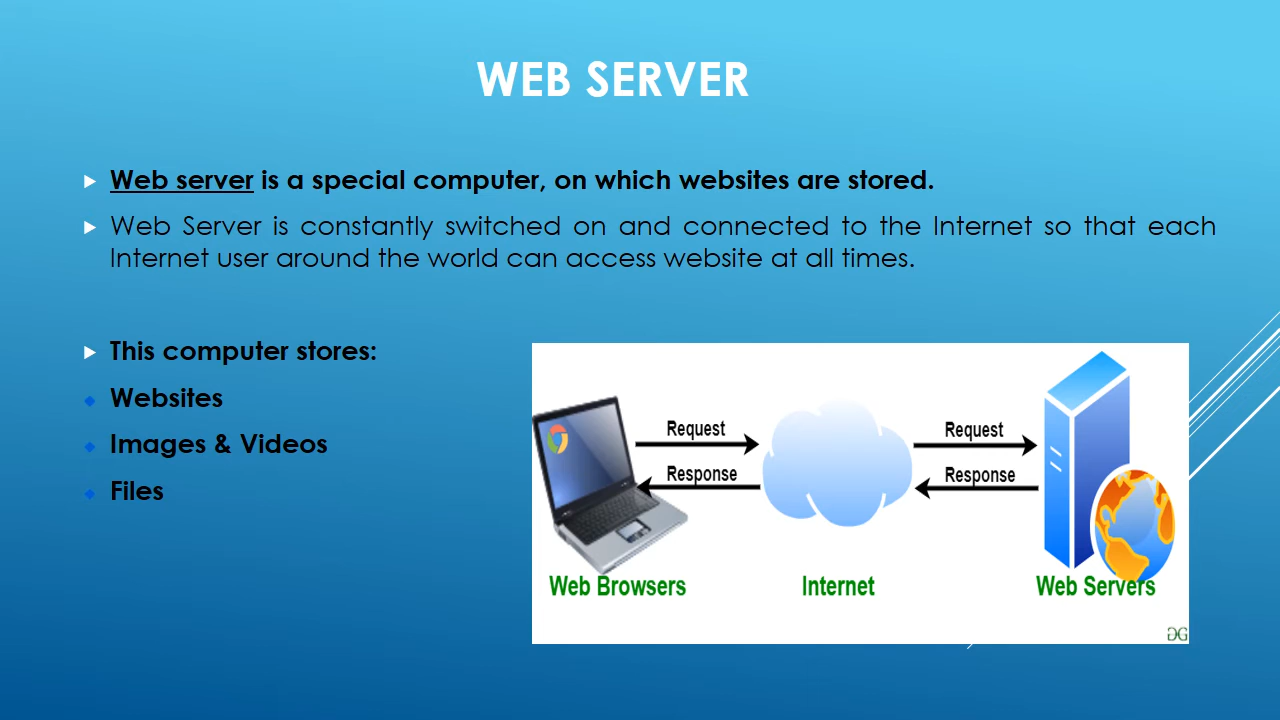 WEB SERVER
Web server is a special computer, on which websites are stored.
Web Server is constantly switched on and connected to the Internet so that each
Internet user around the world can access website at all times.
This computer stores:
Websites
Images & Videos
Files
Request
Response
Request
Response
Web Browsers
Internet
Web Servers
GG